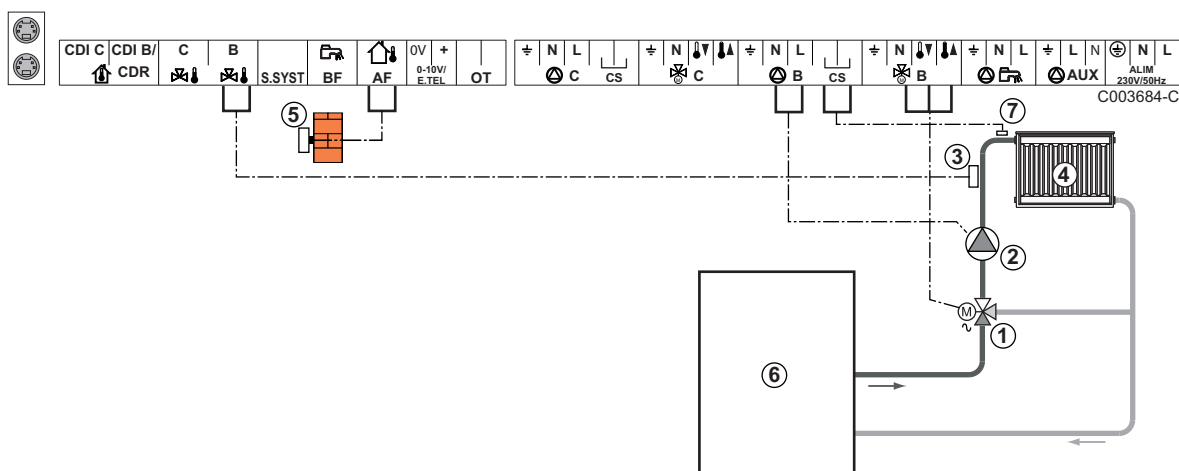 CDI C CDI B/ C B 0V + N L N N L N N L L N N L
CDR S.SYST BF AF 0-10V/ E.TEL OT C CS M C B CS M B AUX ALIM 230V/50Hz
C003684-C
5
7
3
4
2
M
1
6